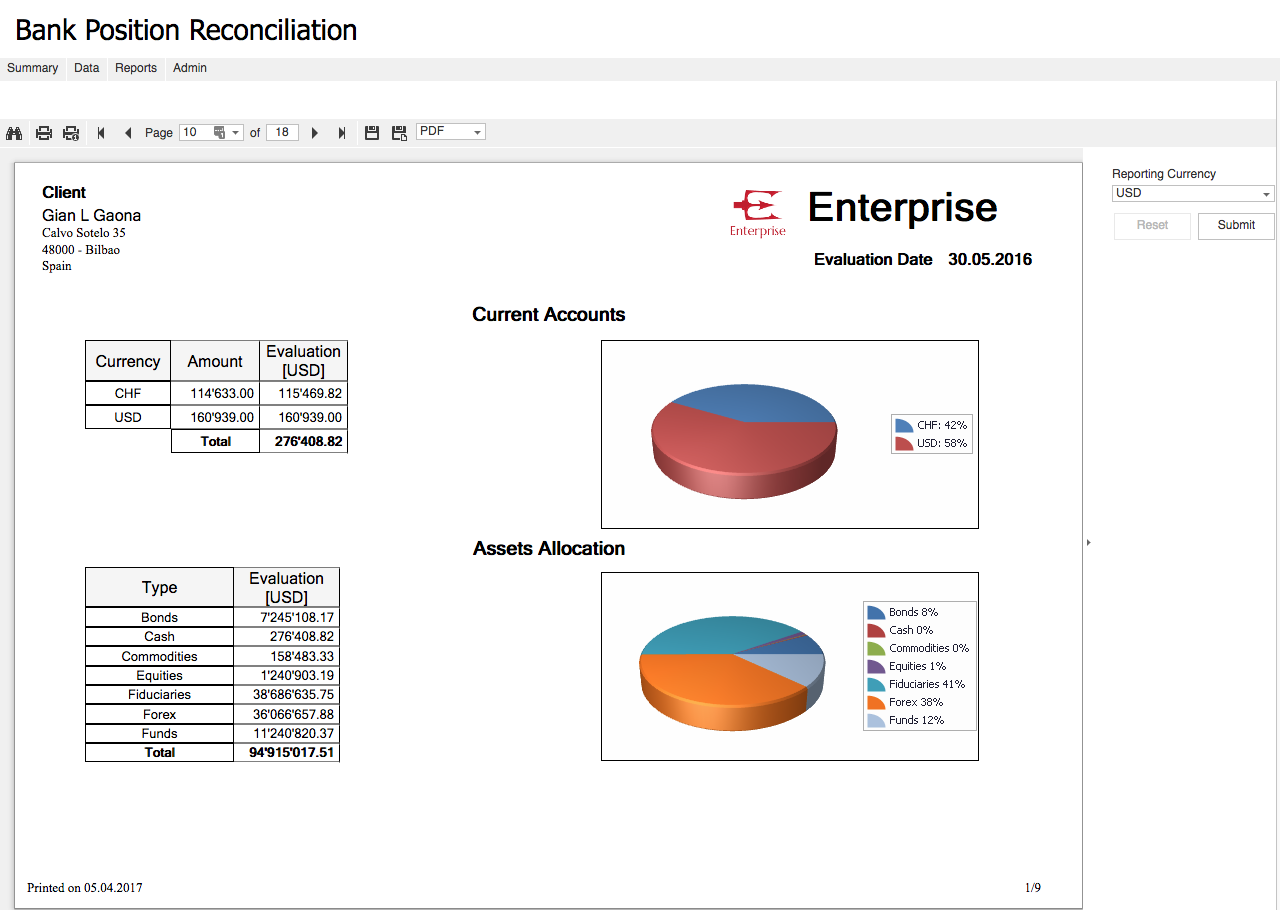 Bank Position Reconciliation
Summary Data Reports Admin
Page 10 of 18 PDF
Reporting Currency
USD
Reset Submit
Client
Gian L Gaona
Calvo Sotelo 35
48000 - Bilbao
Spain
Enterprise
Enterprise
Evaluation Date 30.05.2016
Current Accounts
Currency Amount Evaluation [USD]
CHF 114'633.00 115'469.82
USD 160'939.00 160'939.00
Total 276'408.82
CHF: 42%
USD: 58%
Assets Allocation
Type Evaluation [USD]
Bonds 7'245'108.17
Cash 276'408.82
Commodities 158'483.33
Equities 1'240'903.19
Fiduciaries 38'686'635.75
Forex 36'066'657.88
Funds 11'240'820.37
Total 94'915'017.51
Bonds 8%
Cash 0%
Commodities 0%
Equities 1%
Fiduciaries 41%
Forex 38%
Funds 12%
Printed on 05.04.2017
1/9